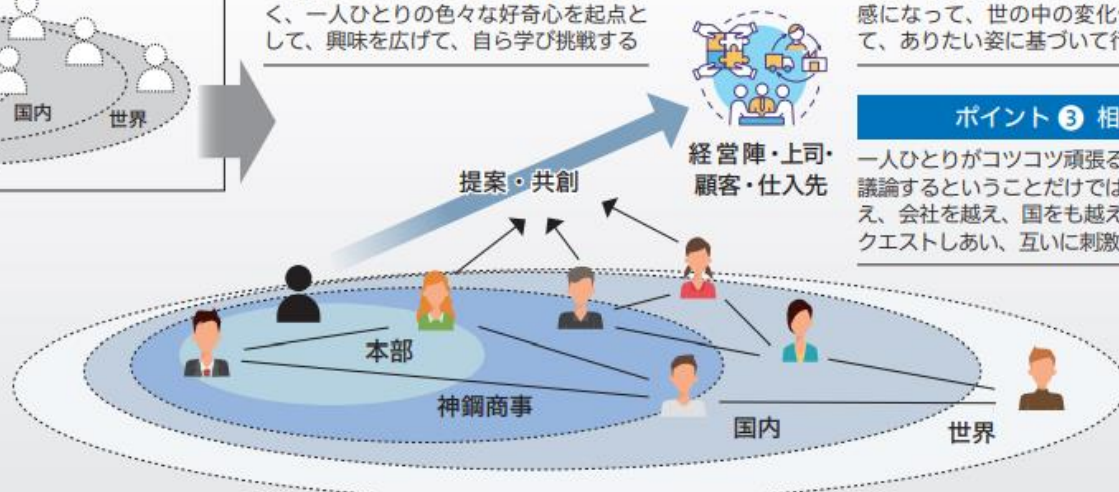 国内
世界
く、一人ひとりの色々な好奇心を起点と
して、興味を広げて、自ら学び挑戦する
経営陣・上司・
顧客・仕入先
感になって、世の中の変化
て、ありたい姿に基づいて
ポイント ❸ 相
一人ひとりがコツコツ頑張る
議論するということだけでは
え、会社を越え、国をも越え
クエストしあい、互いに刺激
提案・共創
本部
神鋼商事
国内
世界